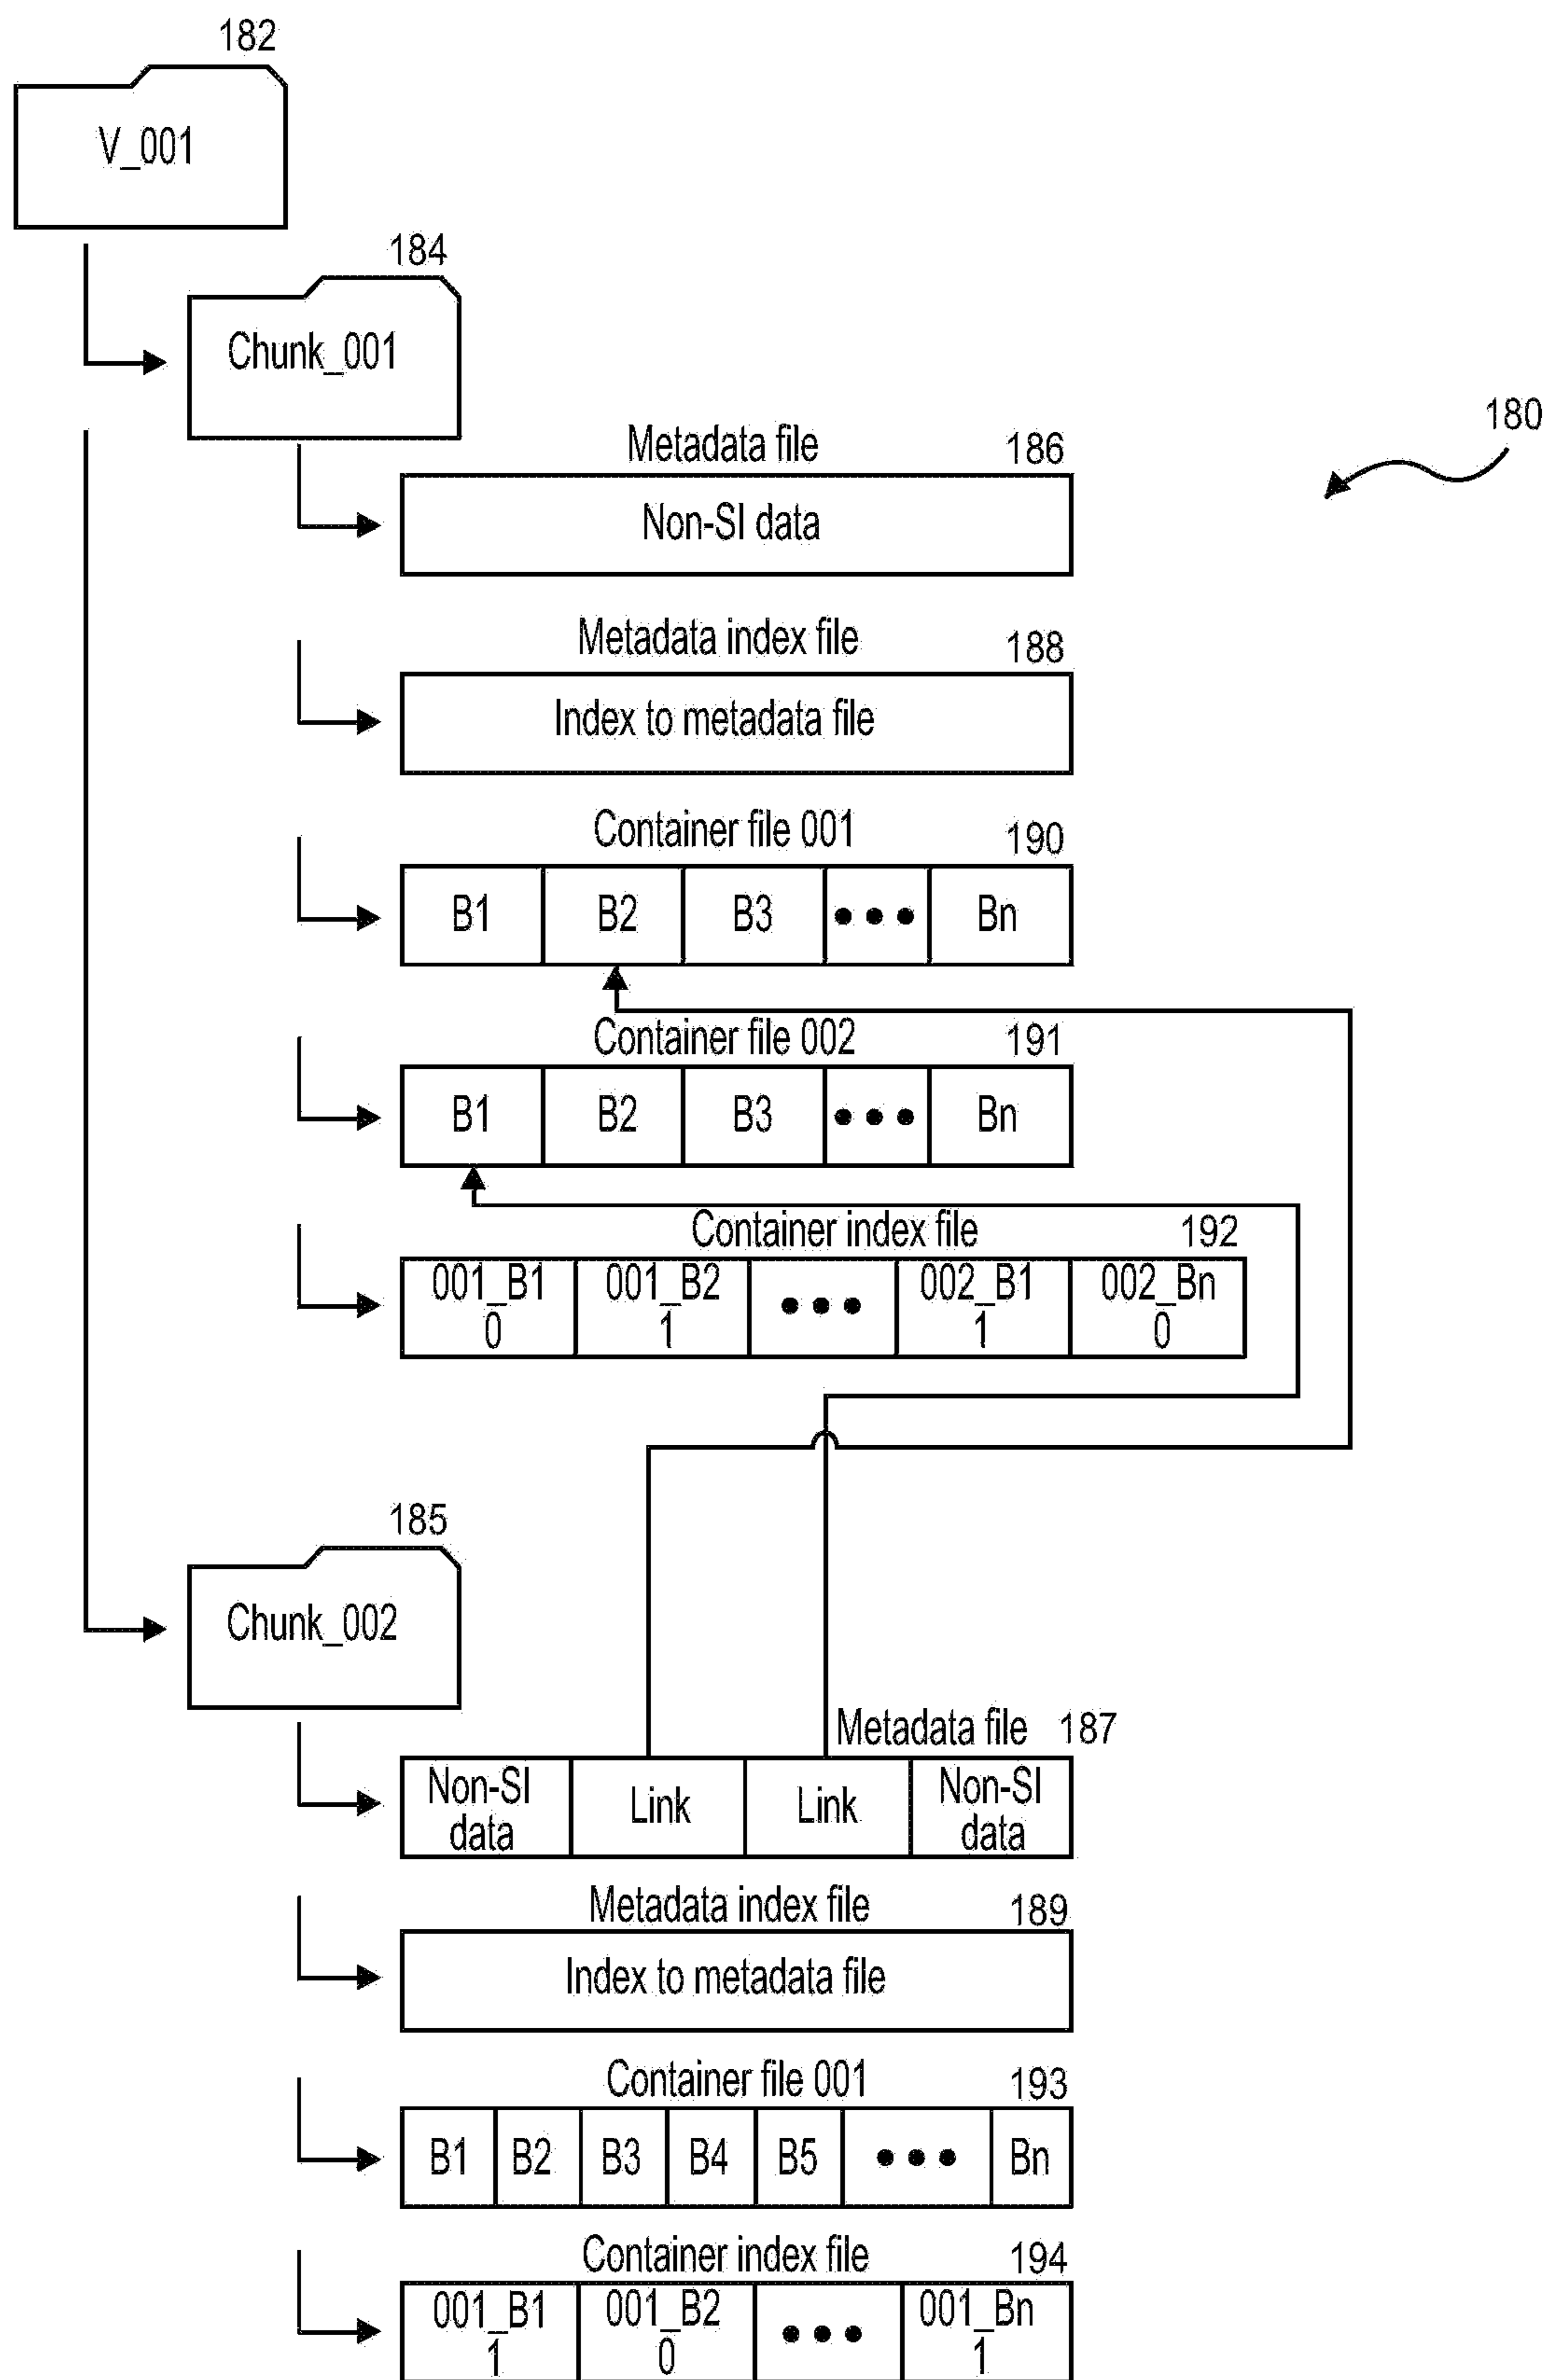 182
V_001
184
Chunk_001
180
Metadata file 186
Non-SI data
Metadata index file 188
Index to metadata file
Container file 001 190
B1 B2 B3 ••• Bn
Container file 002 191
B1 B2 B3 ••• Bn
Container index file 192
001_B1 001_B2 ••• 002_B1 002_Bn
0 1 1 0
185
Chunk_002
Metadata file 187
Non-SI Link Link Non-SI
data data
Metadata index file 189
Index to metadata file
Container file 001 193
B1 B2 B3 B4 B5 ••• Bn
Container index file 194
001_B1 001_B2 ••• 001_Bn
1 0 1